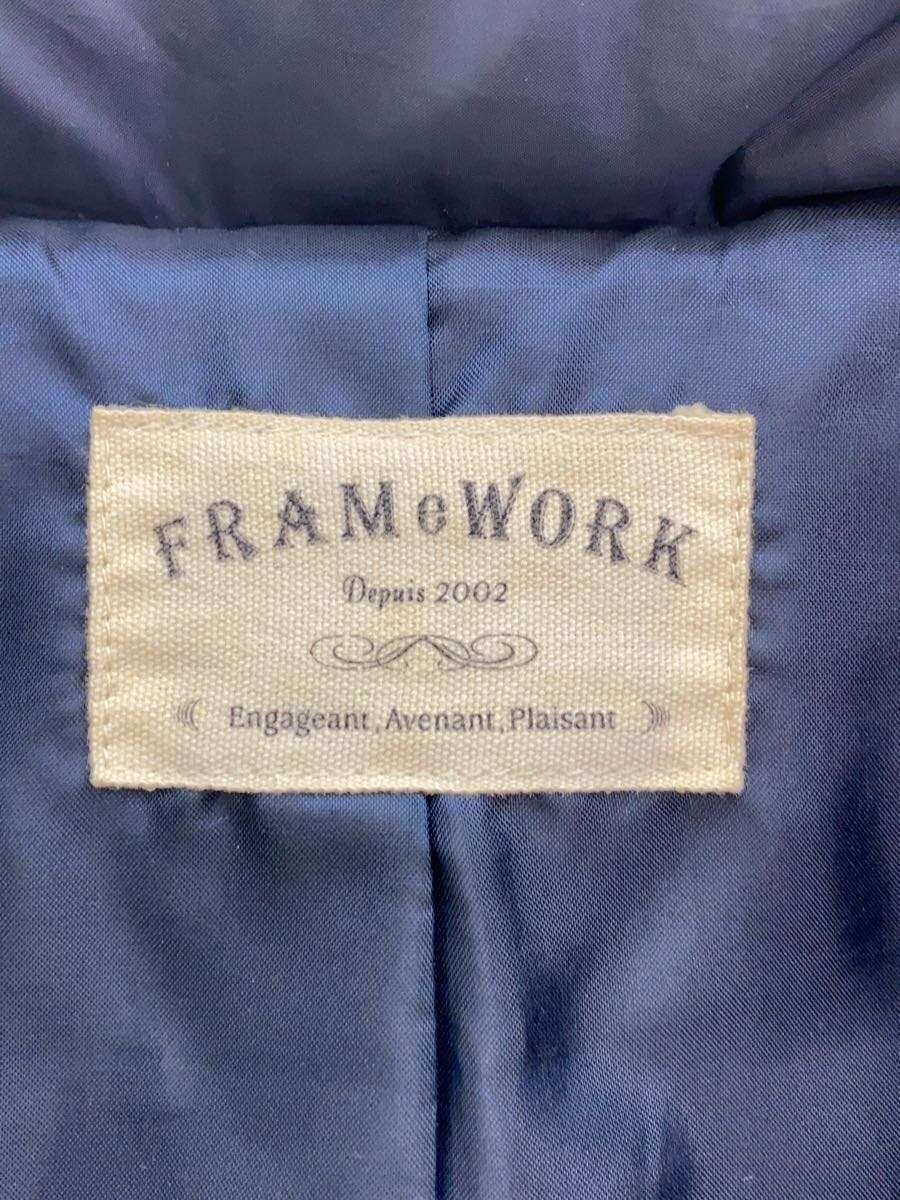 FRAMeWORK
Depuis 2002
Engageant, Avenant, Plaisant